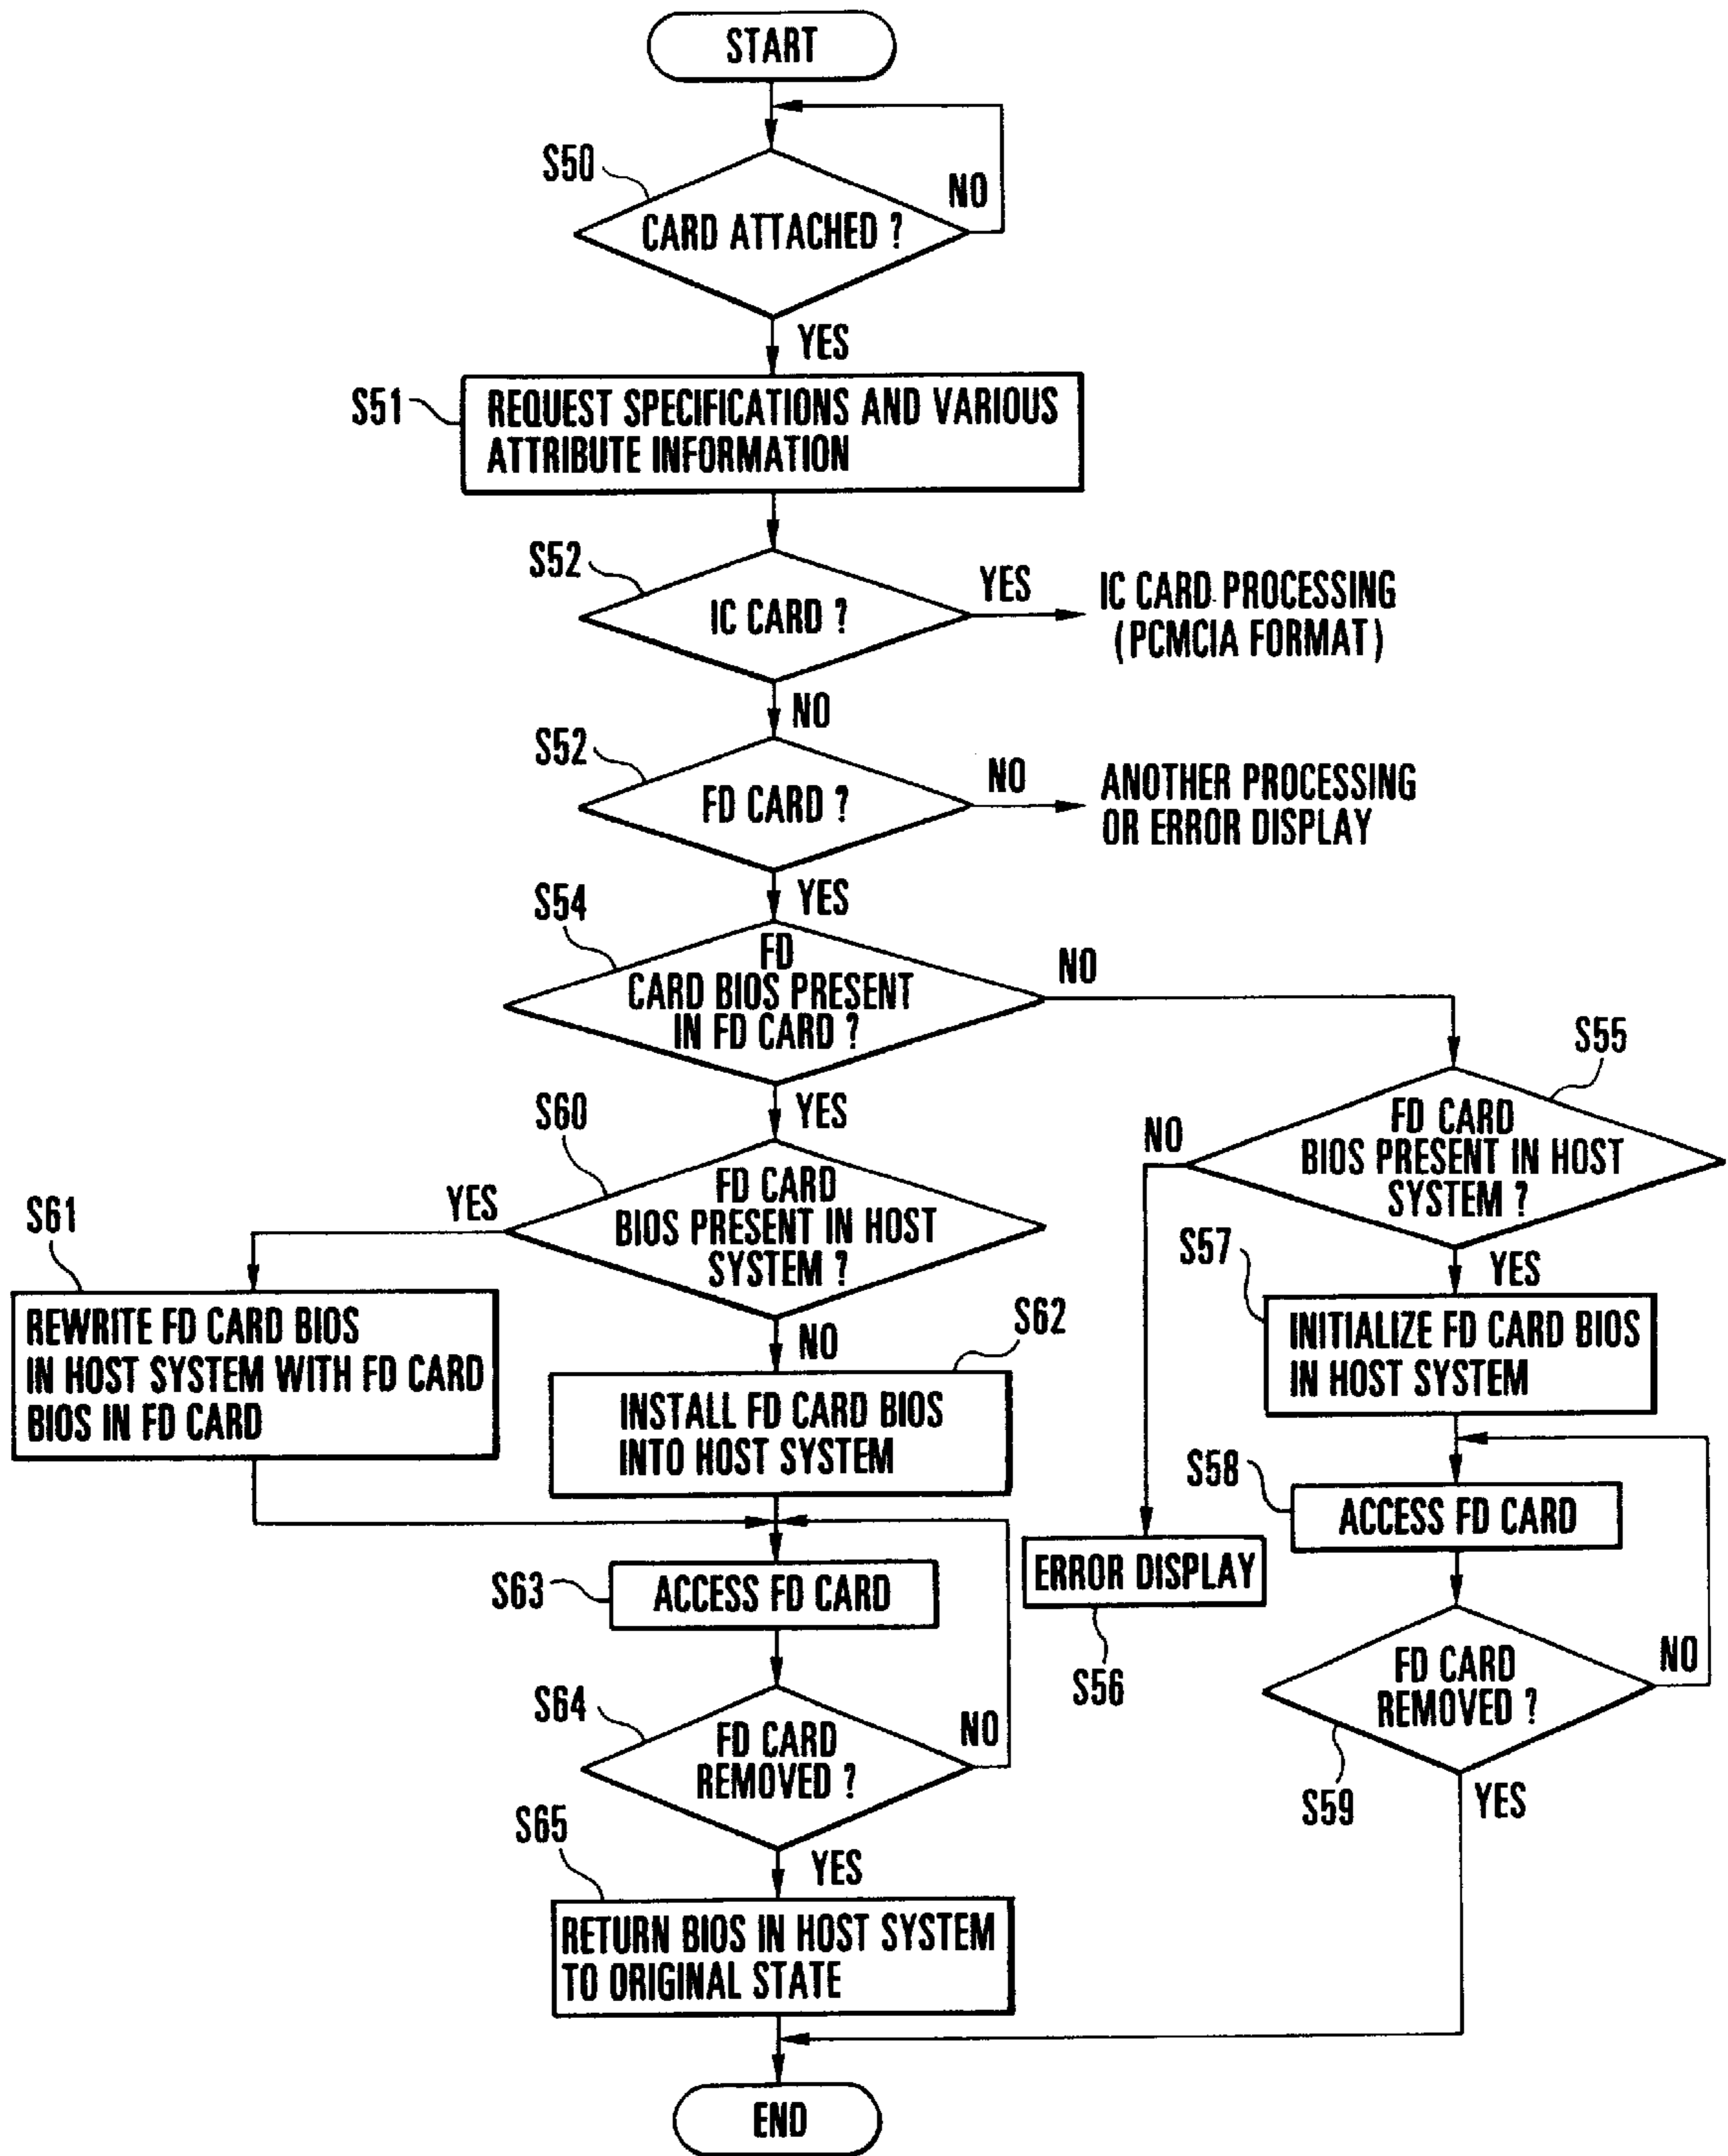 START
S50
NO
CARD ATTACHED ?
YES
S51
REQUEST SPECIFICATIONS AND VARIOUS
ATTRIBUTE INFORMATION
S52
IC CARD ?
YES
IC CARD PROCESSING
(PCMCIA FORMAT)
NO
S52
FD CARD ?
NO
ANOTHER PROCESSING
OR ERROR DISPLAY
YES
S54
FD
CARD BIOS PRESENT
IN FD CARD ?
NO
YES
S55
FD CARD
BIOS PRESENT IN HOST
SYSTEM ?
NO
YES
S60
FD CARD
BIOS PRESENT IN HOST
SYSTEM ?
YES
NO
S61
REWRITE FD CARD BIOS
IN HOST SYSTEM WITH FD CARD
BIOS IN FD CARD
S62
INSTALL FD CARD BIOS
INTO HOST SYSTEM
S57
INITIALIZE FD CARD BIOS
IN HOST SYSTEM
S58
ACCESS FD CARD
S63
ACCESS FD CARD
ERROR DISPLAY
S56
FD CARD
REMOVED ?
NO
S59
YES
S64
FD CARD
REMOVED ?
NO
YES
S65
RETURN BIOS IN HOST SYSTEM
TO ORIGINAL STATE
END